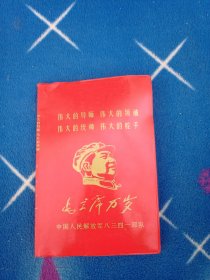 伟大的导师 伟大的领袖
伟大的统帅 伟大的舵手
毛主席万岁
中国人民解放军八三四一部队